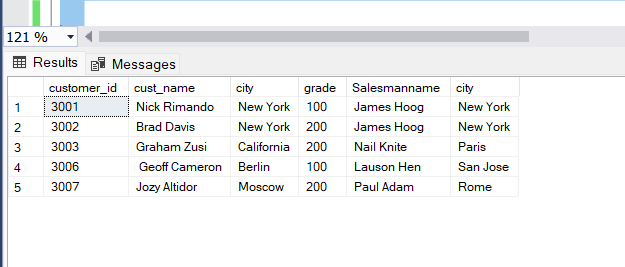 121 %
Results Messages
customer_id cust_name city grade Salesmanname city
1 3001 Nick Rimando New York 100 James Hoog New York
2 3002 Brad Davis New York 200 James Hoog New York
3 3003 Graham Zusi California 200 Nail Knite Paris
4 3006 Geoff Cameron Berlin 100 Lauson Hen San Jose
5 3007 Jozy Altidor Moscow 200 Paul Adam Rome